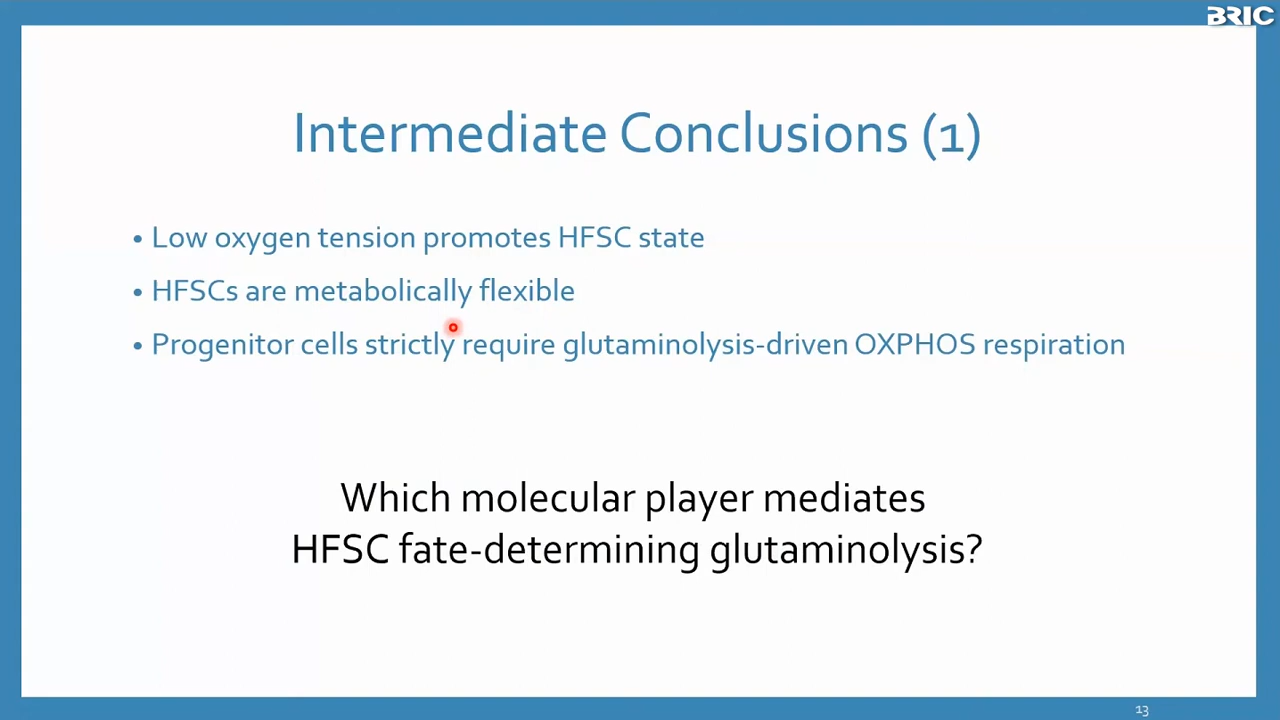 BRIC
Intermediate Conclusions (1)
• Low oxygen tension promotes HFSC state
• HFSCs are metabolically flexible
• Progenitor cells strictly require glutaminolysis-driven OXPHOS respiration
Which molecular player mediates
HFSC fate-determining glutaminolysis?
13